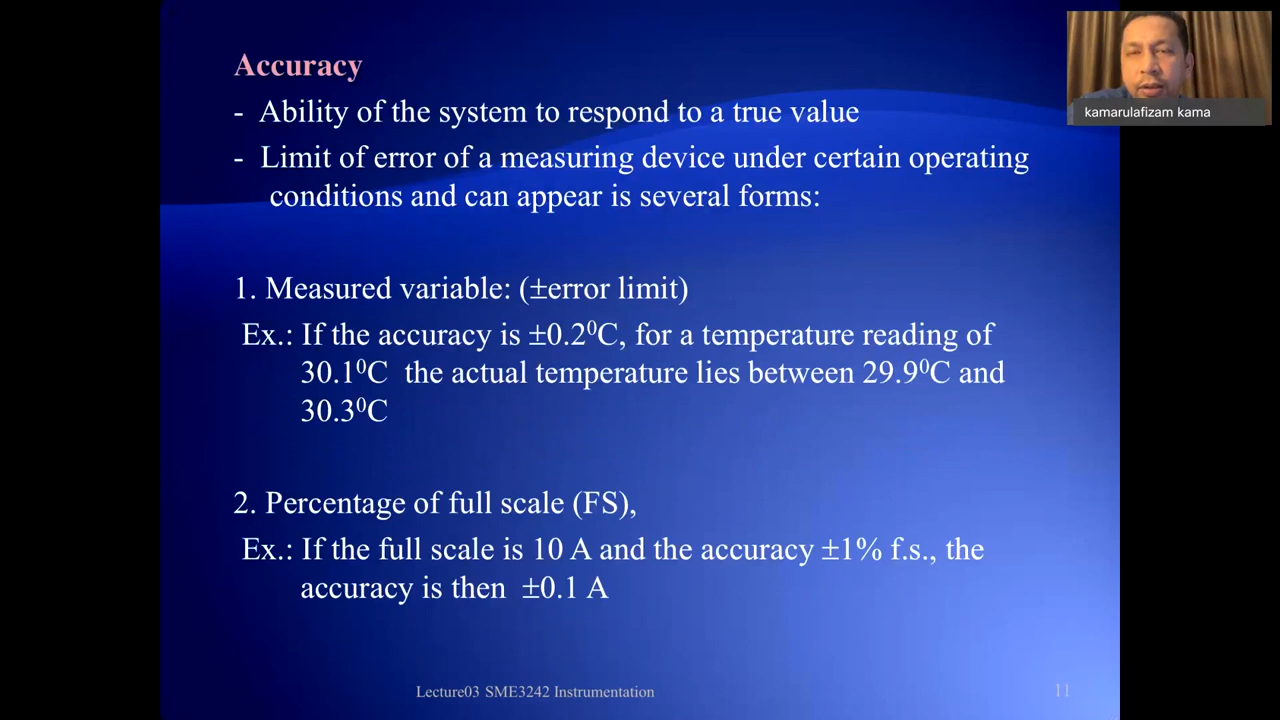 Accuracy
- Ability of the system to respond to a true value
- Limit of error of a measuring device under certain operating
conditions and can appear is several forms:
1. Measured variable: (±error limit)
Ex.: If the accuracy is ±0.2⁰C, for a temperature reading of
30.1⁰C the actual temperature lies between 29.9⁰C and
30.3⁰C
2. Percentage of full scale (FS),
Ex.: If the full scale is 10 A and the accuracy ±1% f.s., the
accuracy is then ±0.1 A
Lecture03 SME3242 Instrumentation
11
kamarulafizam kama